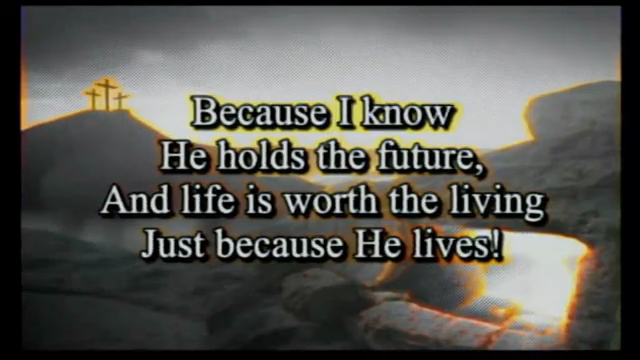 Because I know
He holds the future,
And life is worth the living
Just because He lives!